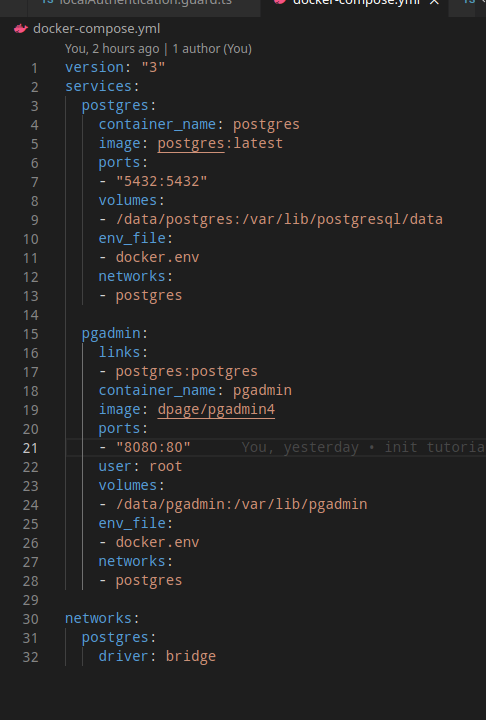 localAuthentication.guard.ts docker-compose.yml
docker-compose.yml
You, 2 hours ago | 1 author (You)
1 version: "3"
2 services:
3   postgres:
4     container_name: postgres
5     image: postgres:latest
6     ports:
7     - "5432:5432"
8     volumes:
9     - /data/postgres:/var/lib/postgresql/data
10     env_file:
11     - docker.env
12     networks:
13     - postgres
14
15   pgadmin:
16     links:
17     - postgres:postgres
18     container_name: pgadmin
19     image: dpage/pgadmin4
20     ports:
21     - "8080:80" You, yesterday • init tutoria
22     user: root
23     volumes:
24     - /data/pgadmin:/var/lib/pgadmin
25     env_file:
26     - docker.env
27     networks:
28     - postgres
29
30 networks:
31   postgres:
32     driver: bridge